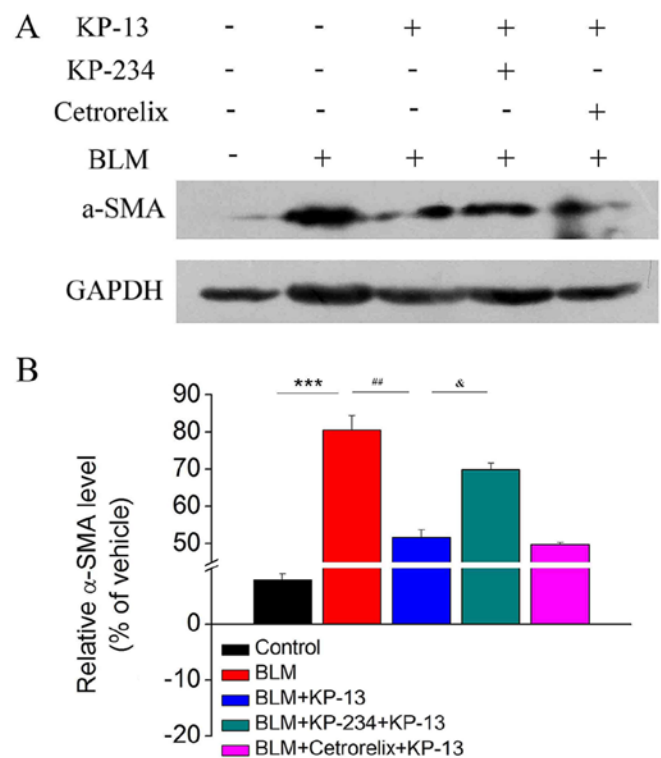 A
KP-13 - - + + +
KP-234 - - - + -
Cetrorelix - - - - +
BLM - + + + +
a-SMA
GAPDH
B
*** ## &
90
80
70
60
50
0
-10
-20
Relative α-SMA level
(% of vehicle)
Control
BLM
BLM+KP-13
BLM+KP-234+KP-13
BLM+Cetrorelix+KP-13